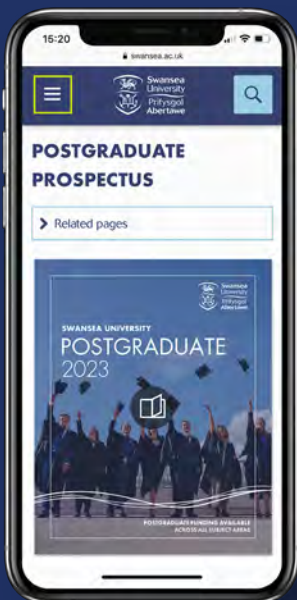 15:20
swansea.ac.uk
Swansea
University
Prifysgol
Abertawe
POSTGRADUATE
PROSPECTUS
Related pages
Swansea
University
Prifysgol
Abertawe
SWANSEA UNIVERSITY
POSTGRADUATE
2023
POSTGRADUATE FUNDING AVAILABLE
ACROSS ALL SUBJECT AREAS